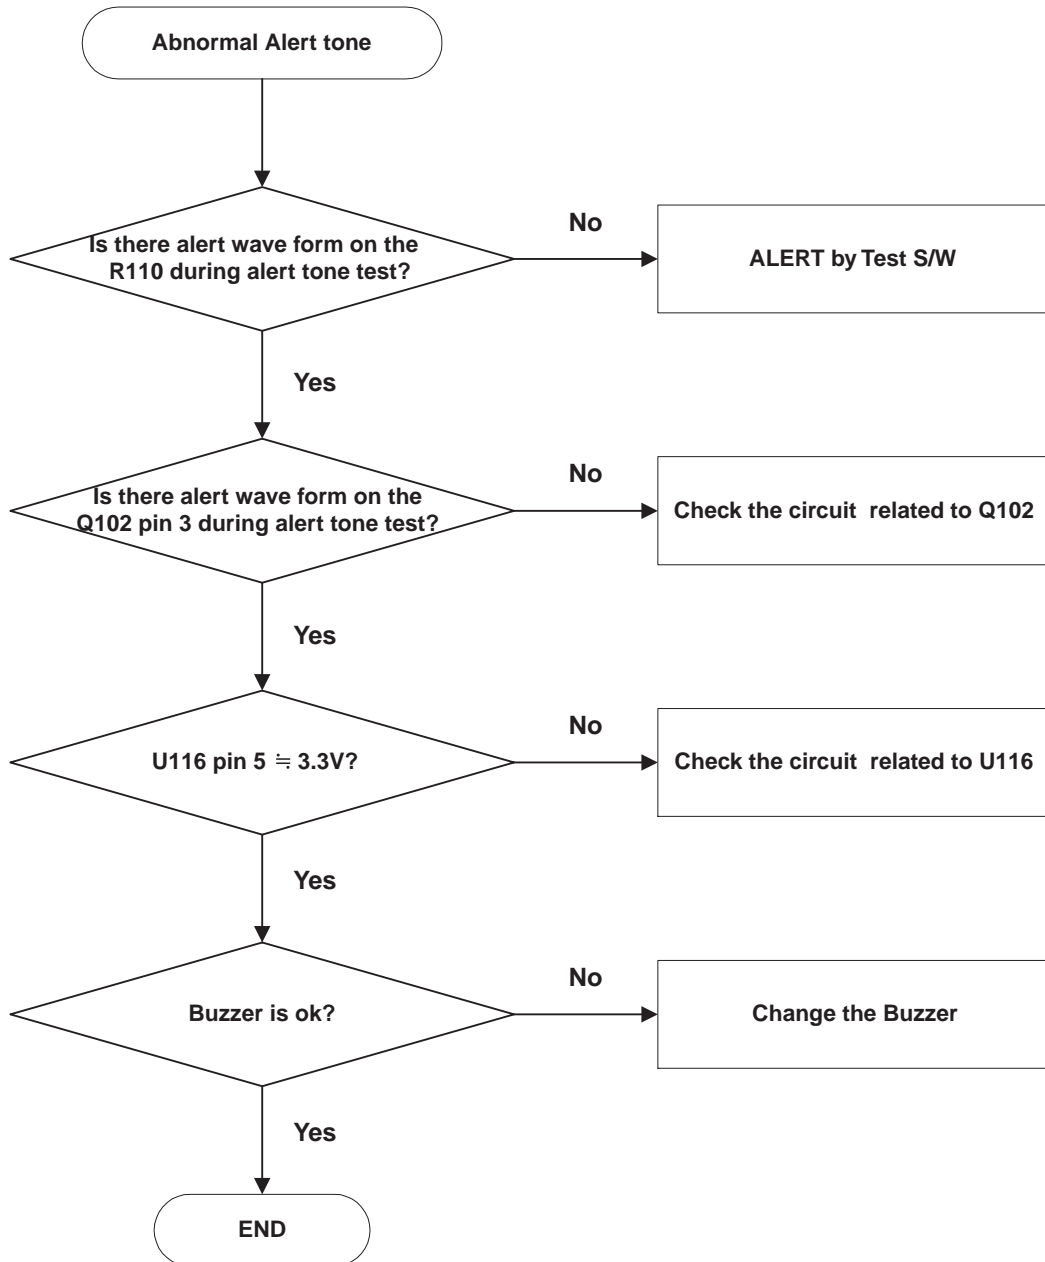 Abnormal Alert tone
Is there alert wave form on the
R110 during alert tone test?
No
ALERT by Test S/W
Yes
Is there alert wave form on the
Q102 pin 3 during alert tone test?
No
Check the circuit  related to Q102
Yes
U116 pin 5 ≒ 3.3V?
No
Check the circuit  related to U116
Yes
Buzzer is ok?
No
Change the Buzzer
Yes
END